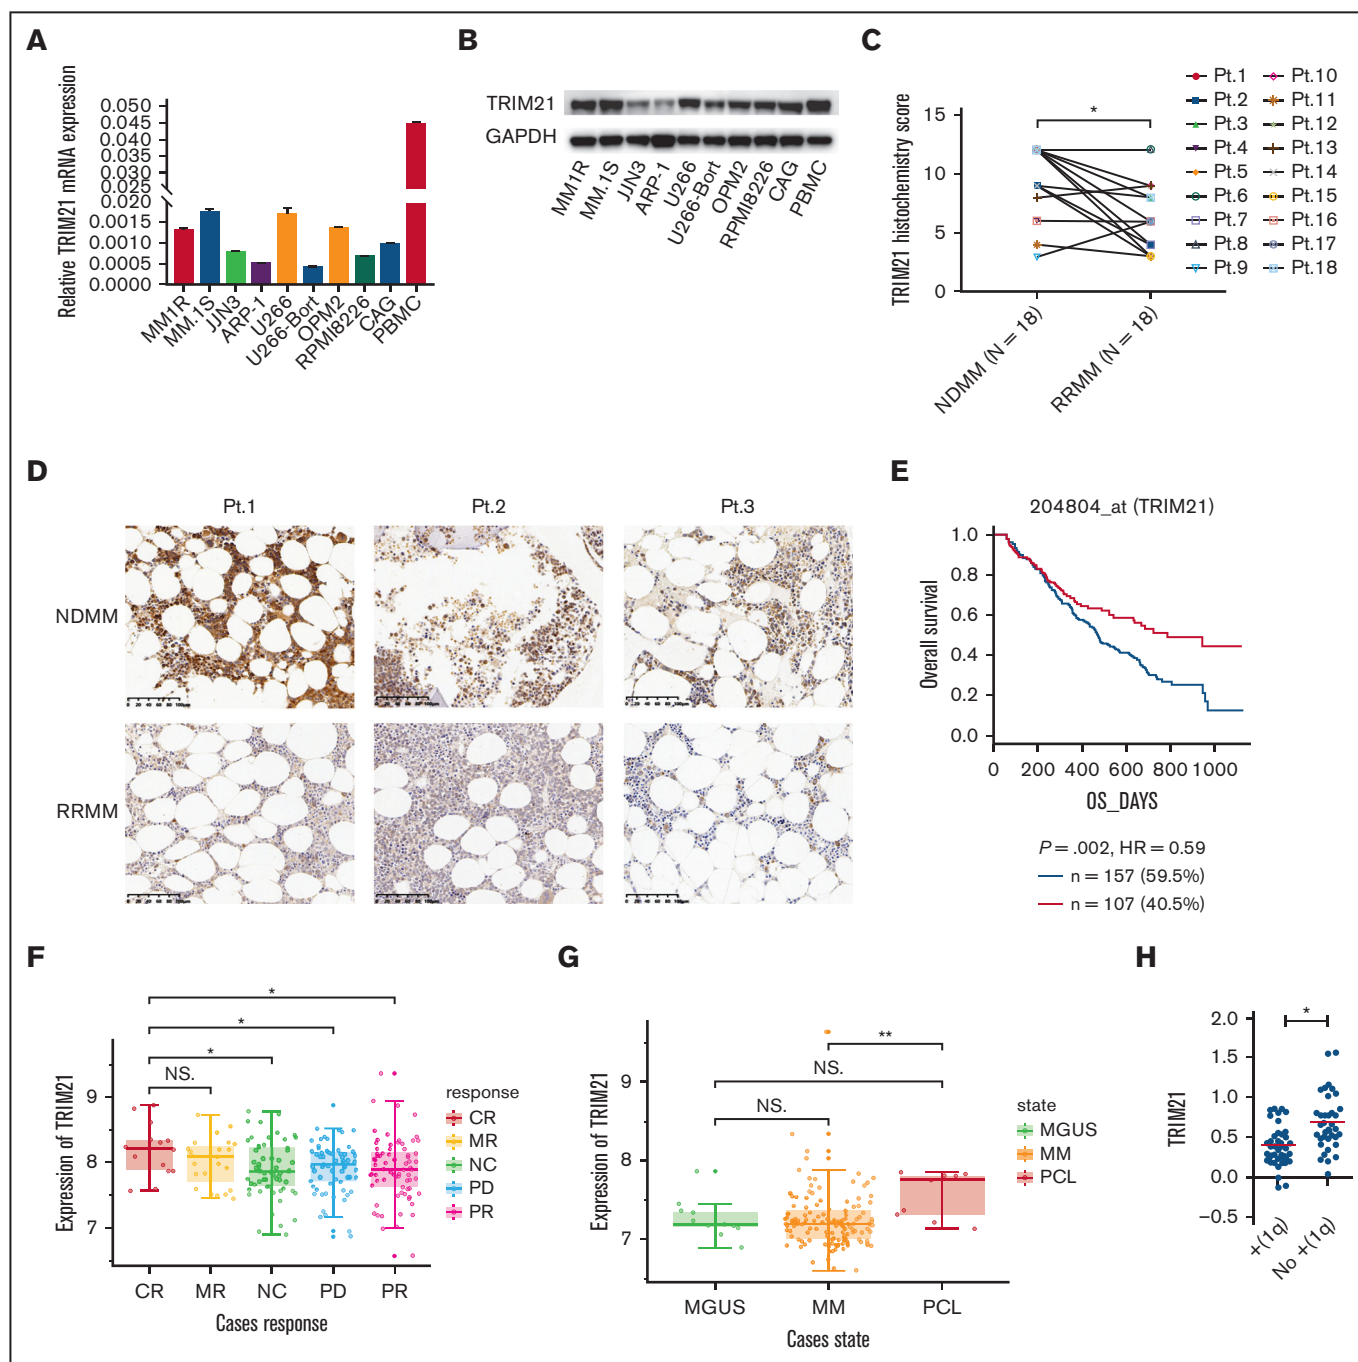 A
Relative TRIM21 mRNA expression
0.050
0.045
0.040
0.035
0.030
0.025
0.020
0.0015
0.0010
0.0005
0.0000
MM1R
MM.1S
JJN3
ARP-1
U266
U266-Bort
OPM2
RPMI8226
CAG
PBMC
B
TRIM21
GAPDH
MM1R
MM.1S
JJN3
ARP-1
U266
U266-Bort
OPM2
RPMI8226
CAG
PBMC
C
TRIM21 histochemistry score
15
10
5
0
*
NDMM (N = 18)
RRMM (N = 18)
Pt.1
Pt.2
Pt.3
Pt.4
Pt.5
Pt.6
Pt.7
Pt.8
Pt.9
Pt.10
Pt.11
Pt.12
Pt.13
Pt.14
Pt.15
Pt.16
Pt.17
Pt.18
D
Pt.1
Pt.2
Pt.3
NDMM
RRMM
E
204804_at (TRIM21)
Overall survival
1.0
0.8
0.6
0.4
0.2
0.0
0 200 400 600 800 1000
OS_DAYS
P = .002, HR = 0.59
n = 157 (59.5%)
n = 107 (40.5%)
F
Expression of TRIM21
9
8
7
*
*
*
NS.
CR MR NC PD PR
Cases response
response
CR
MR
NC
PD
PR
G
Expression of TRIM21
9
8
7
**
NS.
NS.
MGUS MM PCL
Cases state
state
MGUS
MM
PCL
H
TRIM21
2.0
1.5
1.0
0.5
0.0
−0.5
*
+(1q)
No +(1q)